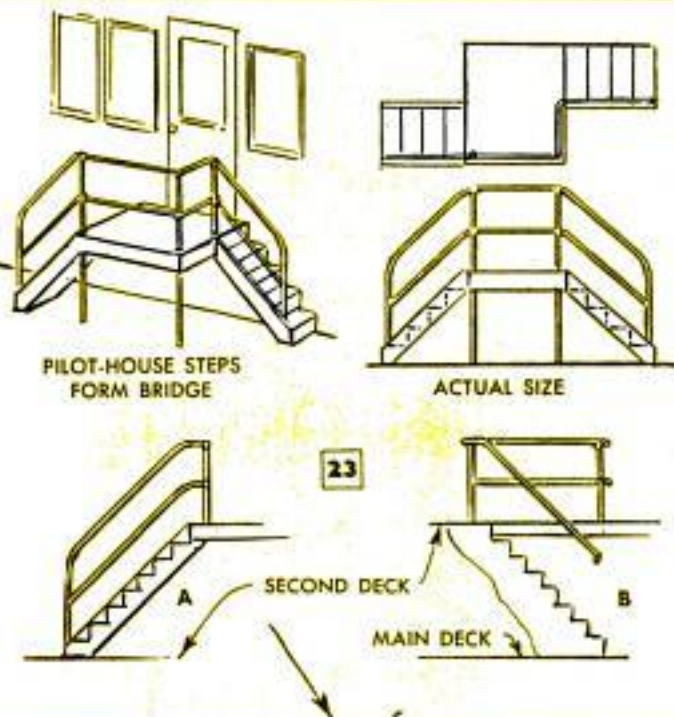 PILOT-HOUSE STEPS
FORM BRIDGE
ACTUAL SIZE
23
A
SECOND DECK
B
MAIN DECK